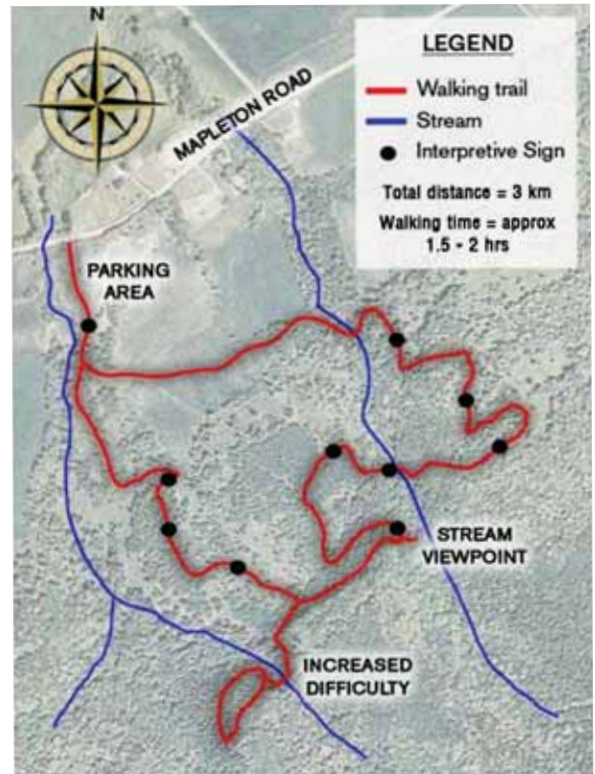 N
LEGEND
Walking trail
Stream
Interpretive Sign
Total distance = 3 km
Walking time = approx
1.5 - 2 hrs
MAPLETON ROAD
PARKING
AREA
STREAM
VIEWPOINT
INCREASED
DIFFICULTY